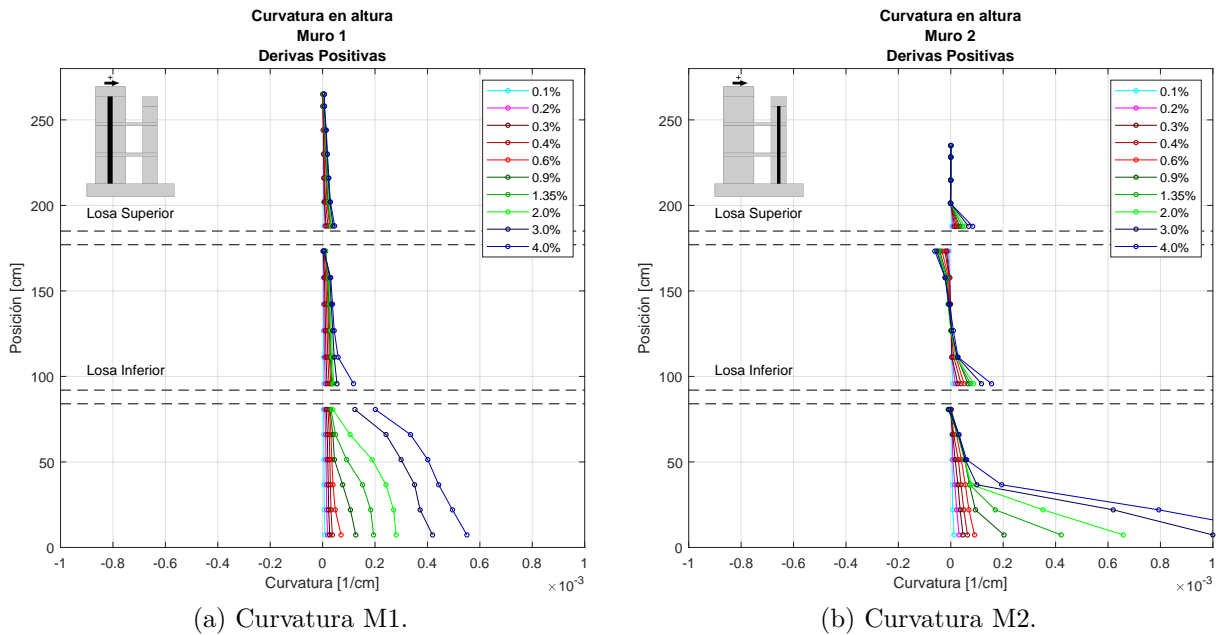 Curvatura en altura
Muro 1
Derivas Positivas
+
Losa Superior
Losa Inferior
0.1%
0.2%
0.3%
0.4%
0.6%
0.9%
1.35%
2.0%
3.0%
4.0%
250
200
150
100
50
0
Posición [cm]
-1 -0.8 -0.6 -0.4 -0.2 0 0.2 0.4 0.6 0.8 1
Curvatura [1/cm]
×10⁻³
(a) Curvatura M1.
Curvatura en altura
Muro 2
Derivas Positivas
+
Losa Superior
Losa Inferior
0.1%
0.2%
0.3%
0.4%
0.6%
0.9%
1.35%
2.0%
3.0%
4.0%
250
200
150
100
50
0
Posición [cm]
-1 -0.8 -0.6 -0.4 -0.2 0 0.2 0.4 0.6 0.8 1
Curvatura [1/cm]
×10⁻³
(b) Curvatura M2.